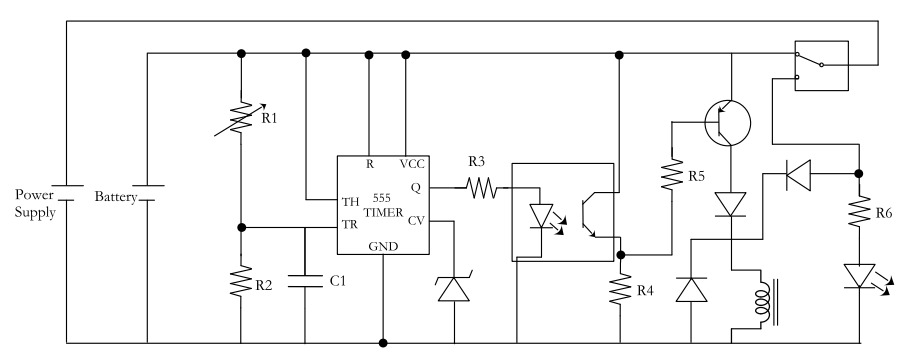 R1
R
VCC
R3
Q
555
TIMER
R5
Power
Supply
Battery
TH
CV
TR
R6
GND
R2
C1
R4